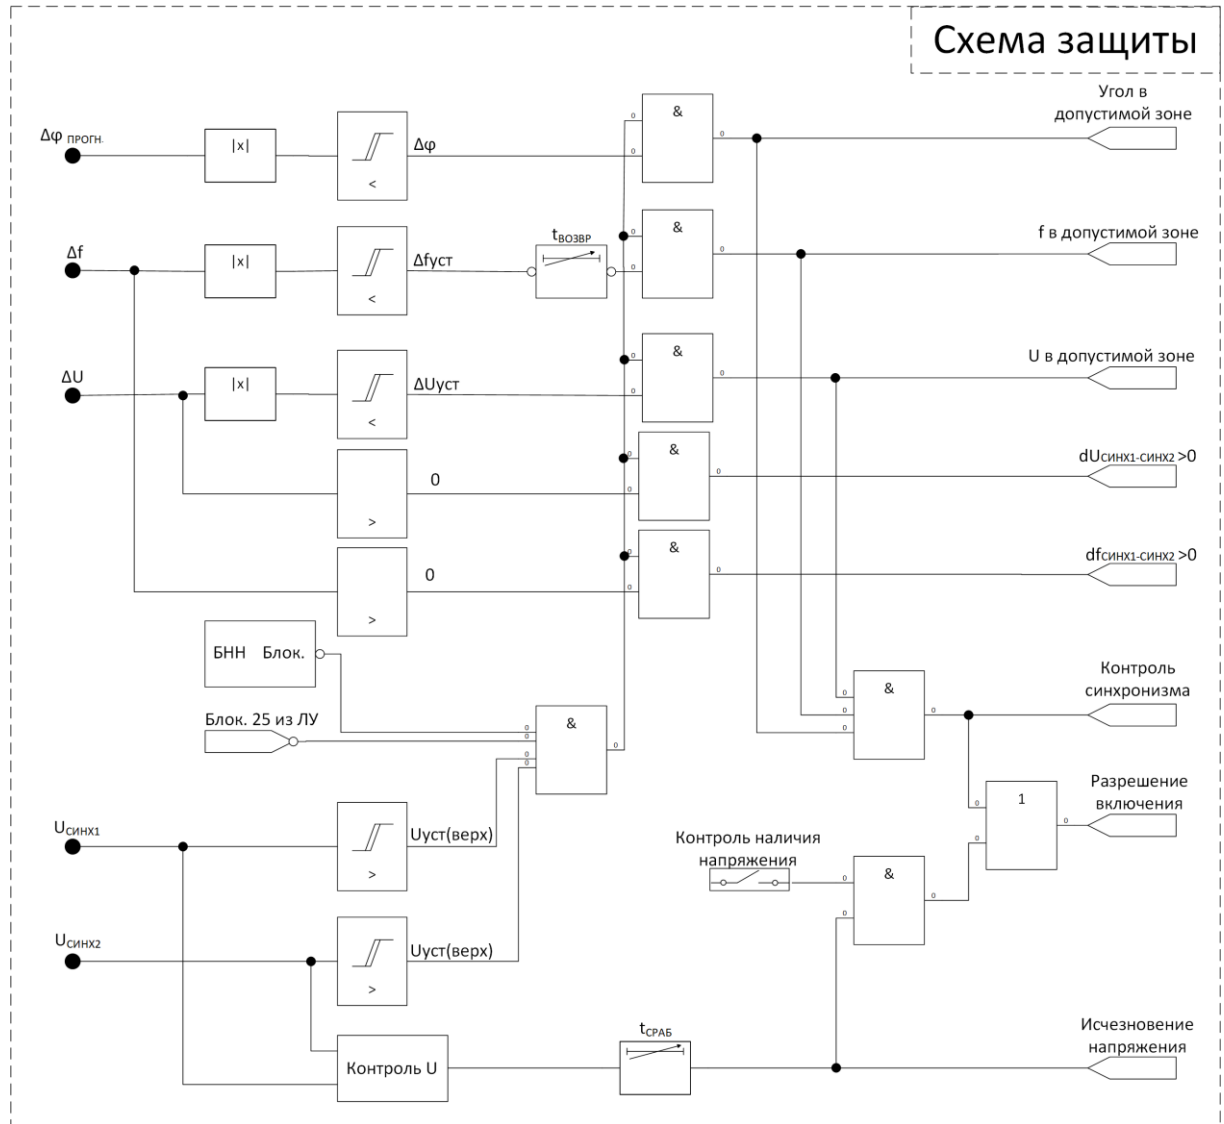 Схема защиты
Угол в
допустимой зоне
&
Δφ ПРОГН.
|x|
Δφ
<
tВОЗВР
&
f в допустимой зоне
Δf
|x|
Δfуст
<
&
U в допустимой зоне
ΔU
|x|
ΔUуст
<
&
dUСИНХ1-СИНХ2 >0
0
>
&
dfСИНХ1-СИНХ2 >0
0
>
БНН Блок.
Контроль
синхронизма
&
Блок. 25 из ЛУ
&
Разрешение
включения
1
UСИНХ1
Uуст(верх)
>
Контроль наличия
напряжения
&
UСИНХ2
Uуст(верх)
>
tСРАБ
Исчезновение
напряжения
Контроль U